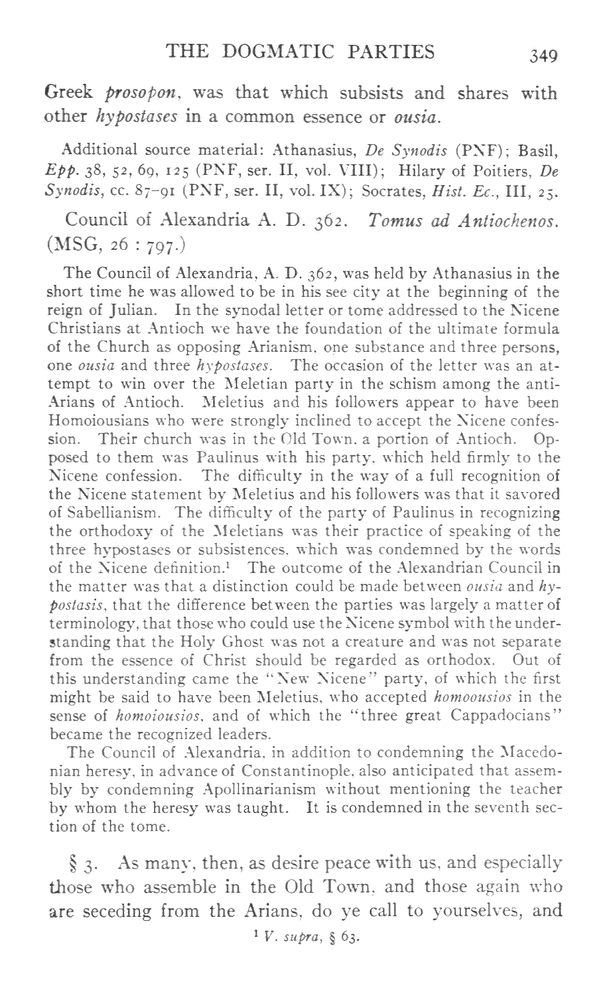 THE DOGMATIC PARTIES 349
Greek prosopon, was that which subsists and shares with
other hypostases in a common essence or ousia.
Additional source material: Athanasius, De Synodis (PNF); Basil,
Epp. 38, 52, 69, 125 (PNF, ser. II, vol. VIII); Hilary of Poitiers, De
Synodis, cc. 87-91 (PNF, ser. II, vol. IX); Socrates, Hist. Ec., III, 25.
Council of Alexandria A. D. 362. Tomus ad Antiochenos.
(MSG, 26 : 797.)
The Council of Alexandria, A. D. 362, was held by Athanasius in the
short time he was allowed to be in his see city at the beginning of the
reign of Julian. In the synodal letter or tome addressed to the Nicene
Christians at Antioch we have the foundation of the ultimate formula
of the Church as opposing Arianism, one substance and three persons,
one ousia and three hypostases. The occasion of the letter was an at-
tempt to win over the Meletian party in the schism among the anti-
Arians of Antioch. Meletius and his followers appear to have been
Homoiousians who were strongly inclined to accept the Nicene confes-
sion. Their church was in the Old Town, a portion of Antioch. Op-
posed to them was Paulinus with his party, which held firmly to the
Nicene confession. The difficulty in the way of a full recognition of
the Nicene statement by Meletius and his followers was that it savored
of Sabellianism. The difficulty of the party of Paulinus in recognizing
the orthodoxy of the Meletians was their practice of speaking of the
three hypostases or subsistences, which was condemned by the words
of the Nicene definition.¹ The outcome of the Alexandrian Council in
the matter was that a distinction could be made between ousia and hy-
postasis, that the difference between the parties was largely a matter of
terminology, that those who could use the Nicene symbol with the under-
standing that the Holy Ghost was not a creature and was not separate
from the essence of Christ should be regarded as orthodox. Out of
this understanding came the "New Nicene" party, of which the first
might be said to have been Meletius, who accepted homoousios in the
sense of homoiousios, and of which the "three great Cappadocians"
became the recognized leaders.
The Council of Alexandria, in addition to condemning the Macedo-
nian heresy, in advance of Constantinople, also anticipated that assem-
bly by condemning Apollinarianism without mentioning the teacher
by whom the heresy was taught. It is condemned in the seventh sec-
tion of the tome.
§ 3. As many, then, as desire peace with us, and especially
those who assemble in the Old Town, and those again who
are seceding from the Arians, do ye call to yourselves, and
¹ V. supra, § 63.